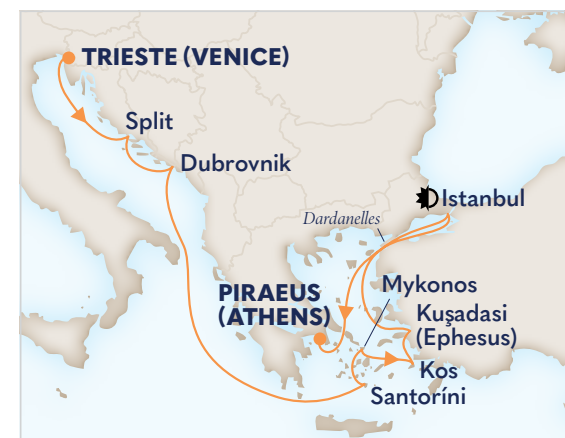 TRIESTE (VENICE)
Split
Dubrovnik
Istanbul
Dardanelles
Mykonos
PIRAEUS
(ATHENS)
Kuşadasi
(Ephesus)
Kos
Santoríni